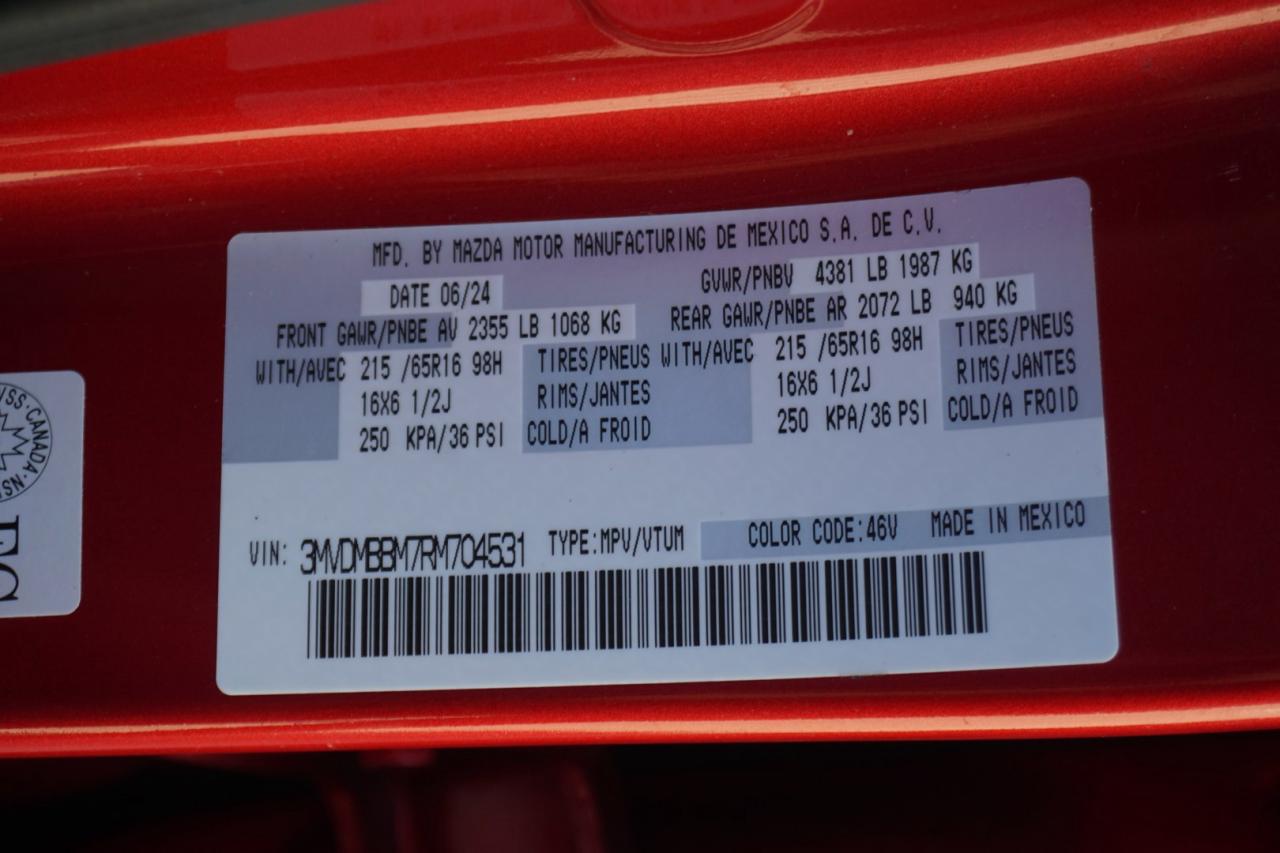 MFD. BY MAZDA MOTOR MANUFACTURING DE MEXICO S.A. DE C.V.
DATE 06/24 GVWR/PNBV 4381 LB 1987 KG
FRONT GAWR/PNBE AV 2355 LB 1068 KG REAR GAWR/PNBE AR 2072 LB 940 KG
WITH/AVEC 215 /65R16 98H TIRES/PNEUS WITH/AVEC 215 /65R16 98H TIRES/PNEUS
16X6 1/2J RIMS/JANTES 16X6 1/2J RIMS/JANTES
250 KPA/36 PSI COLD/A FROID 250 KPA/36 PSI COLD/A FROID
VIN: 3MVDMBBM7RM704531 TYPE:MPV/VTUM COLOR CODE:46V MADE IN MEXICO
CANADA